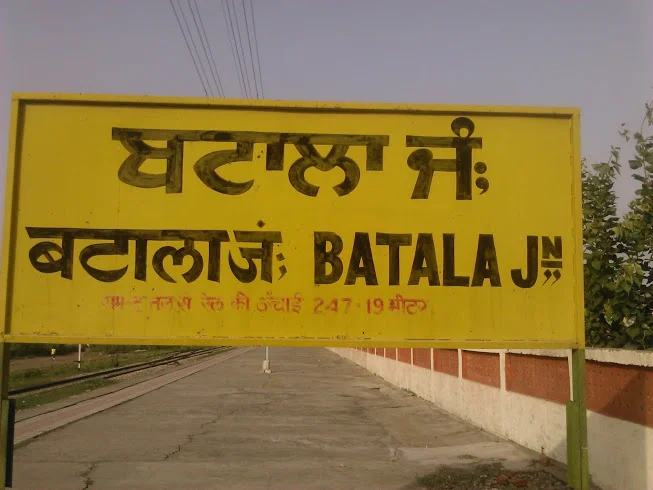 ਬਟਾਲਾ ਜੰ;
बटाला जं; BATALA JN"
रेल की ऊँचाई 247·19 मीटर